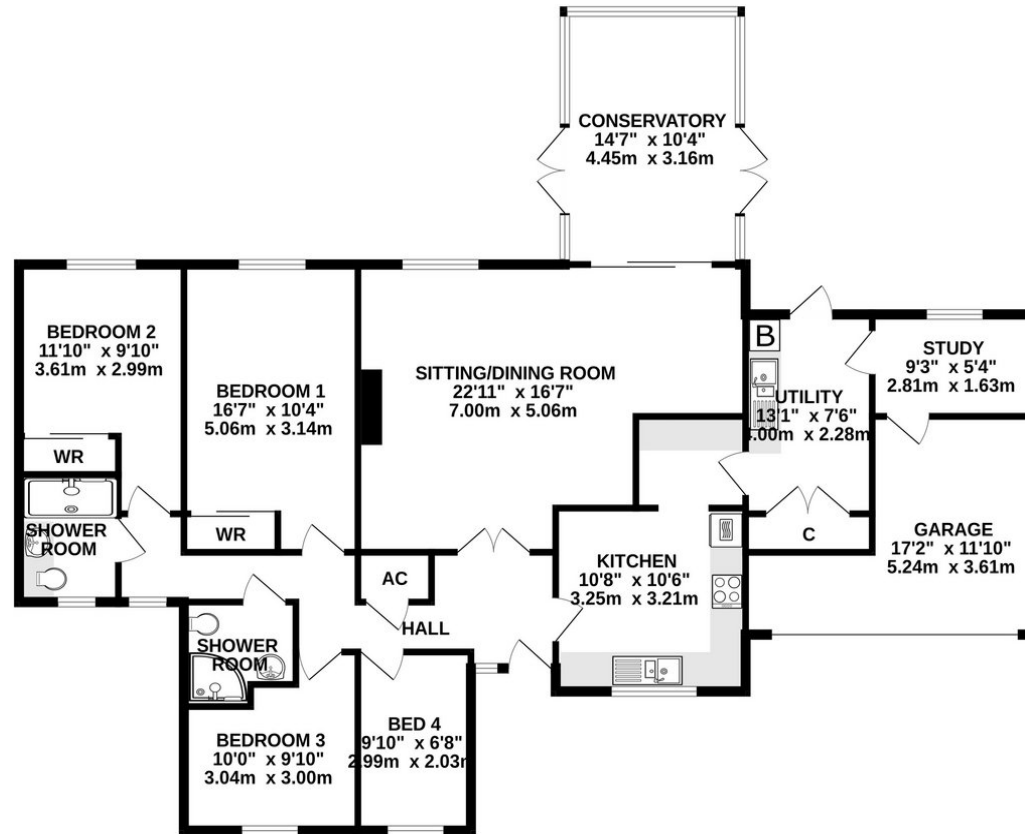 CONSERVATORY
14'7" x 10'4"
4.45m x 3.16m
BEDROOM 2
11'10" x 9'10"
3.61m x 2.99m
BEDROOM 1
16'7" x 10'4"
5.06m x 3.14m
SITTING/DINING ROOM
22'11" x 16'7"
7.00m x 5.06m
B
UTILITY
13'1" x 7'6"
4.00m x 2.28m
STUDY
9'3" x 5'4"
2.81m x 1.63m
WR
WR
SHOWER
ROOM
C
GARAGE
17'2" x 11'10"
5.24m x 3.61m
KITCHEN
10'8" x 10'6"
3.25m x 3.21m
AC
HALL
SHOWER
ROOM
BEDROOM 3
10'0" x 9'10"
3.04m x 3.00m
BED 4
9'10" x 6'8"
2.99m x 2.03m